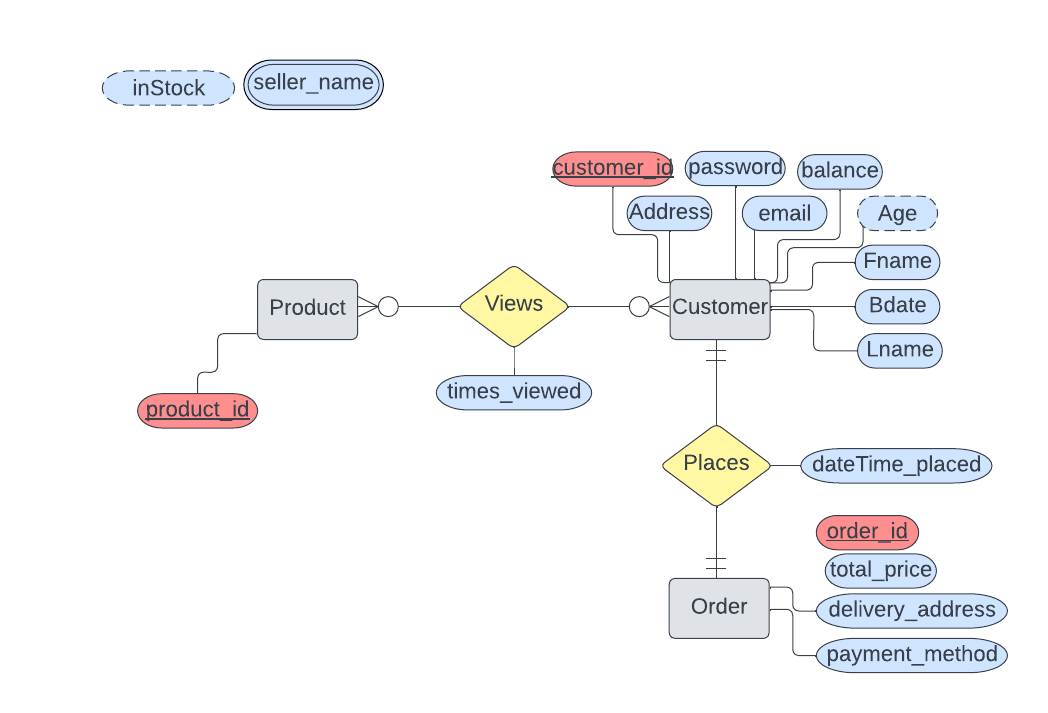 inStock
seller_name
customer_id
password
balance
Address
email
Age
Fname
Product
Views
Customer
Bdate
Lname
times_viewed
product_id
Places
dateTime_placed
order_id
total_price
Order
delivery_address
payment_method